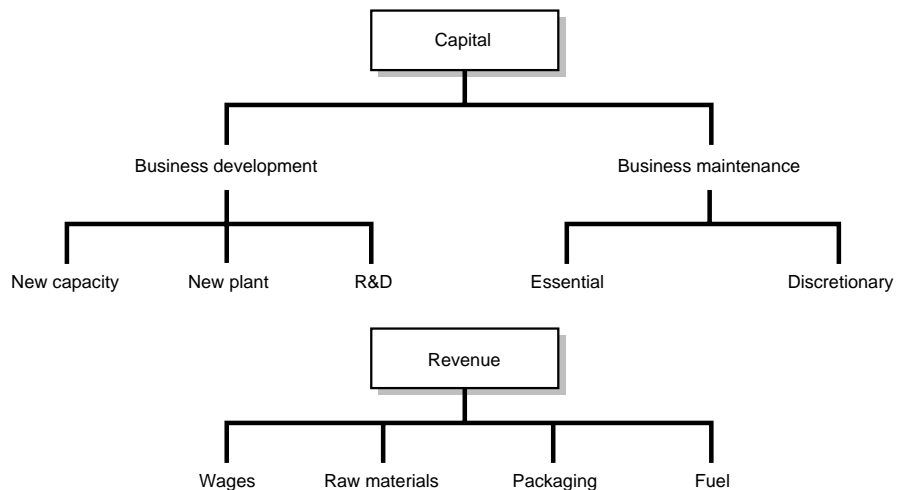 Capital
Business development
Business maintenance
New capacity
New plant
R&D
Essential
Discretionary
Revenue
Wages
Raw materials
Packaging
Fuel